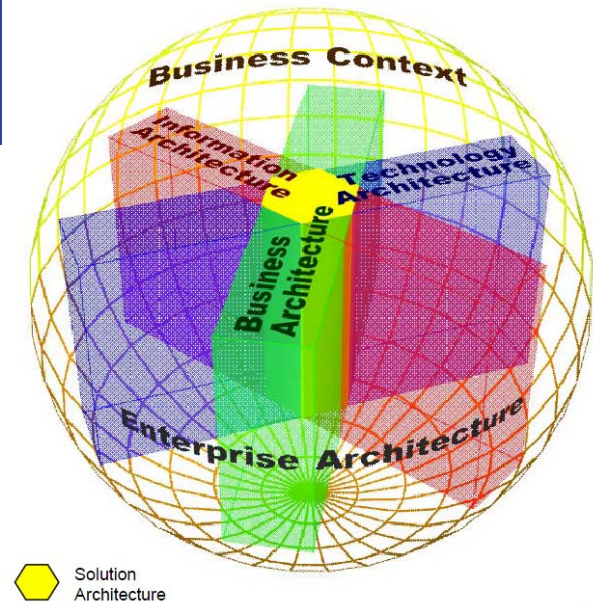 Business Context
Information
Architecture
Technology
Architecture
Business
Architecture
Enterprise Architecture
Solution
Architecture